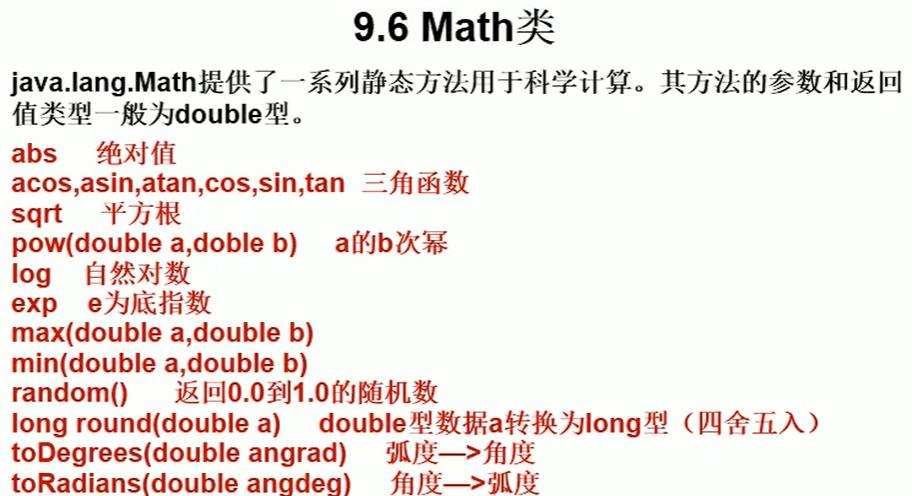 9.6 Math类
java.lang.Math提供了一系列静态方法用于科学计算。其方法的参数和返回
值类型一般为double型。
abs 绝对值
acos,asin,atan,cos,sin,tan 三角函数
sqrt 平方根
pow(double a,doble b) a的b次幂
log 自然对数
exp e为底指数
max(double a,double b)
min(double a,double b)
random() 返回0.0到1.0的随机数
long round(double a) double型数据a转换为long型（四舍五入）
toDegrees(double angrad) 弧度—>角度
toRadians(double angdeg) 角度—>弧度